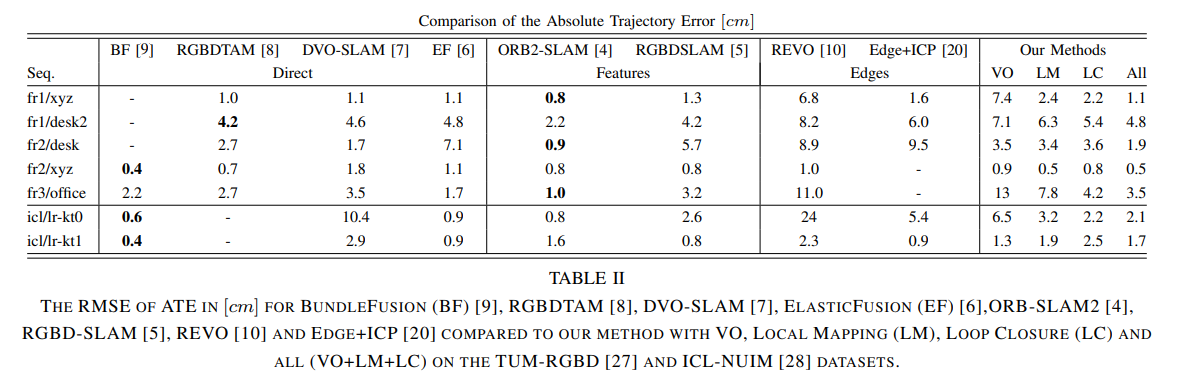 Comparison of the Absolute Trajectory Error [cm]
BF [9] RGBDTAM [8] DVO-SLAM [7] EF [6] ORB2-SLAM [4] RGBDSLAM [5] REVO [10] Edge+ICP [20] Our Methods
Seq. Direct Features Edges VO LM LC All
fr1/xyz - 1.0 1.1 1.1 0.8 1.3 6.8 1.6 7.4 2.4 2.2 1.1
fr1/desk2 - 4.2 4.6 4.8 2.2 4.2 8.2 6.0 7.1 6.3 5.4 4.8
fr2/desk - 2.7 1.7 7.1 0.9 5.7 8.9 9.5 3.5 3.4 3.6 1.9
fr2/xyz 0.4 0.7 1.8 1.1 0.8 0.8 1.0 - 0.9 0.5 0.8 0.5
fr3/office 2.2 2.7 3.5 1.7 1.0 3.2 11.0 - 13 7.8 4.2 3.5
icl/lr-kt0 0.6 - 10.4 0.9 0.8 2.6 24 5.4 6.5 3.2 2.2 2.1
icl/lr-kt1 0.4 - 2.9 0.9 1.6 0.8 2.3 0.9 1.3 1.9 2.5 1.7
TABLE II
THE RMSE OF ATE IN [cm] FOR BUNDLEFUSION (BF) [9], RGBDTAM [8], DVO-SLAM [7], ELASTICFUSION (EF) [6],ORB-SLAM2 [4],
RGBD-SLAM [5], REVO [10] AND EDGE+ICP [20] COMPARED TO OUR METHOD WITH VO, LOCAL MAPPING (LM), LOOP CLOSURE (LC) AND
ALL (VO+LM+LC) ON THE TUM-RGBD [27] AND ICL-NUIM [28] DATASETS.